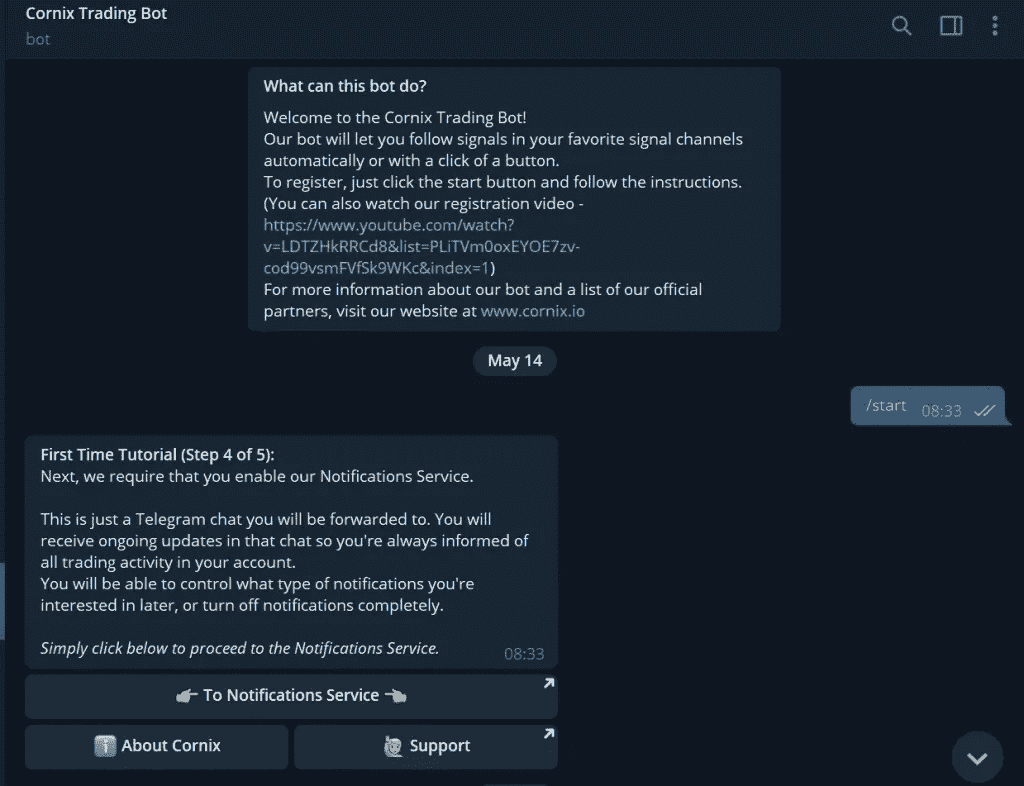 Cornix Trading Bot
bot
What can this bot do?
Welcome to the Cornix Trading Bot!
Our bot will let you follow signals in your favorite signal channels
automatically or with a click of a button.
To register, just click the start button and follow the instructions.
(You can also watch our registration video -
https://www.youtube.com/watch?
v=LDTZHkRRCd8&list=PLiTVm0oxEYOE7zv-
cod99vsmFVfSk9WKc&index=1)
For more information about our bot and a list of our official
partners, visit our website at www.cornix.io
May 14
/start 08:33
First Time Tutorial (Step 4 of 5):
Next, we require that you enable our Notifications Service.
This is just a Telegram chat you will be forwarded to. You will
receive ongoing updates in that chat so you're always informed of
all trading activity in your account.
You will be able to control what type of notifications you're
interested in later, or turn off notifications completely.
Simply click below to proceed to the Notifications Service. 08:33
To Notifications Service
About Cornix
Support